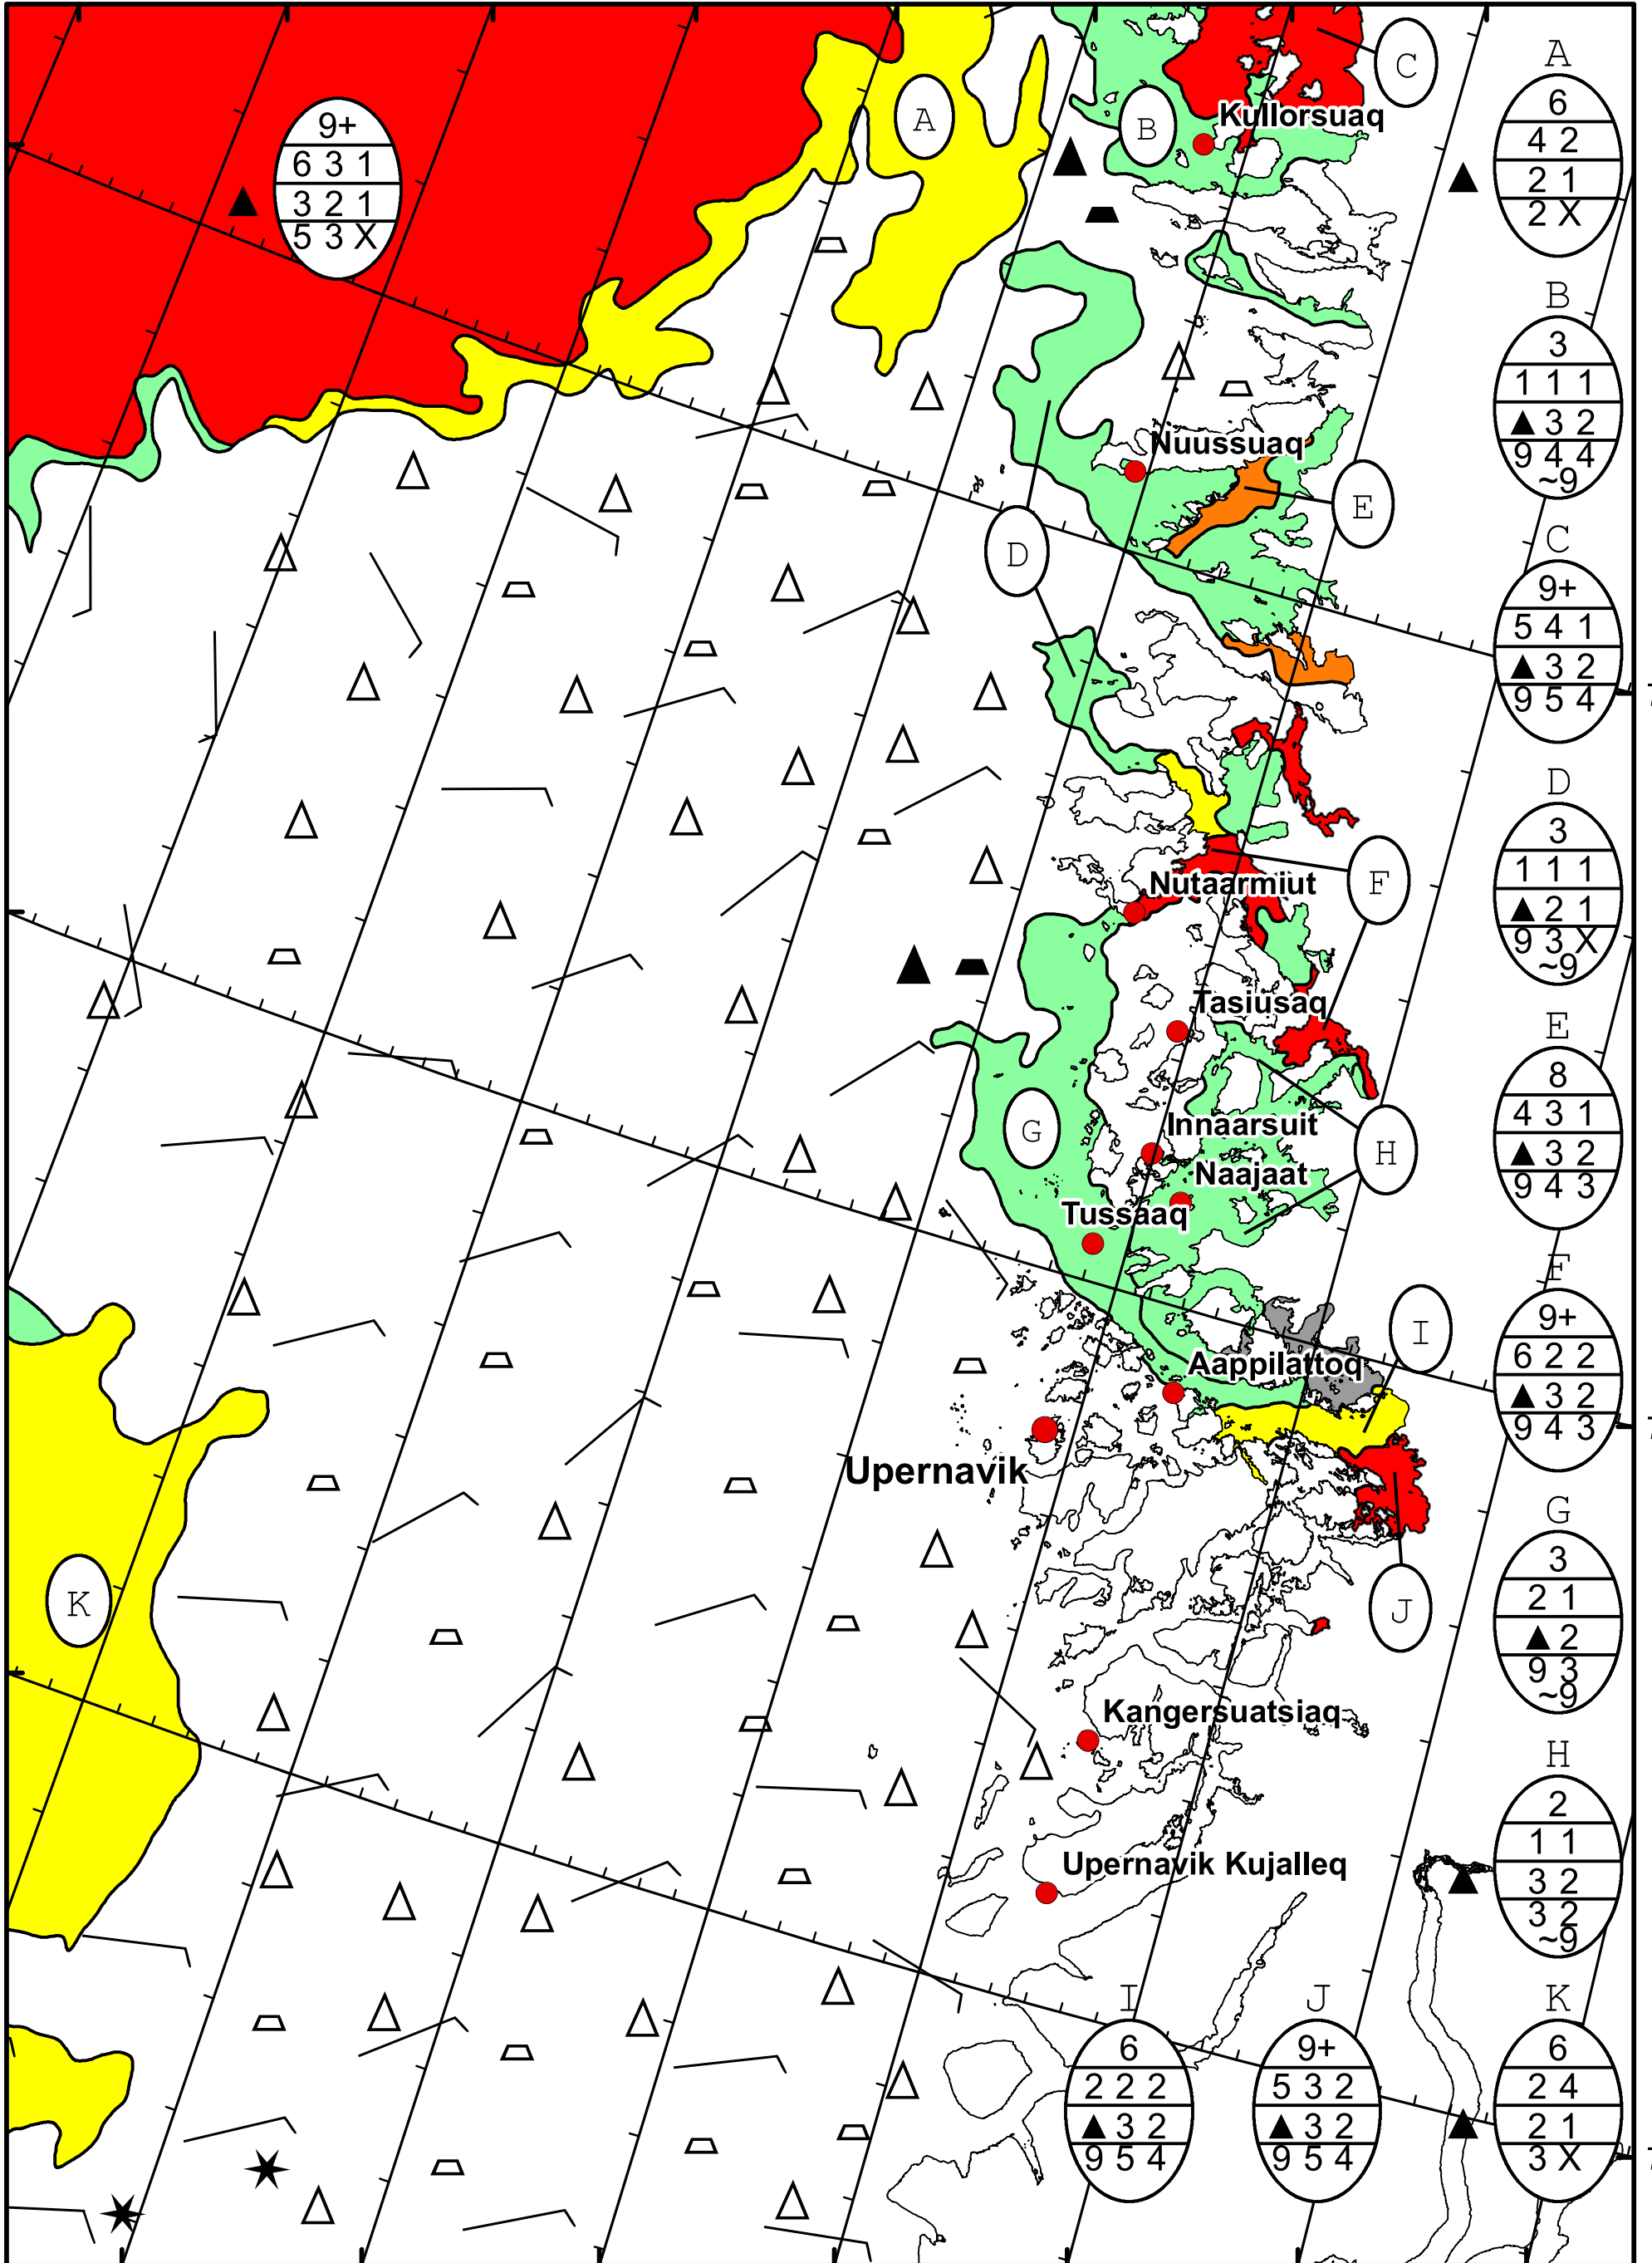 9+
6 3 1
3 2 1
5 3 X
A
B
C
Kullorsuaq
Nuussuaq
E
D
Nutaarmiut
F
Tasiusaq
G
Innaarsuit
H
Naajaat
Tussaaq
I
Aappilattoq
Upernavik
K
J
Kangersuatsiaq
Upernavik Kujalleq
A
6
4 2
2 1
2 X
B
3
1 1 1
▲ 3 2
9 4 4
~9
C
9+
5 4 1
▲ 3 2
9 5 4
D
3
1 1 1
▲ 2 1
9 3 X
~9
E
8
4 3 1
▲ 3 2
9 4 3
F
9+
6 2 2
▲ 3 2
9 4 3
G
3
2 1
▲ 2
9 3
~9
H
2
1 1
3 2
3 2
~9
I
6
2 2 2
▲ 3 2
9 5 4
J
9+
5 3 2
▲ 3 2
9 5 4
K
6
2 4
2 1
3 X